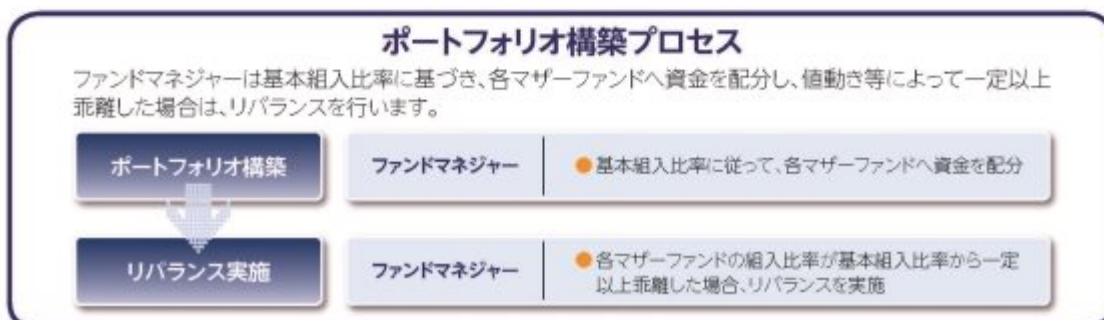 ポートフォリオ構築プロセス
ファンドマネジャーは基本組入比率に基づき、各マザーファンドへ資金を配分し、値動き等によって一定以上
乖離した場合は、リバランスを行います。
ポートフォリオ構築
ファンドマネジャー
●基本組入比率に従って、各マザーファンドへ資金を配分
リバランス実施
ファンドマネジャー
●各マザーファンドの組入比率が基本組入比率から一定
以上乖離した場合、リバランスを実施